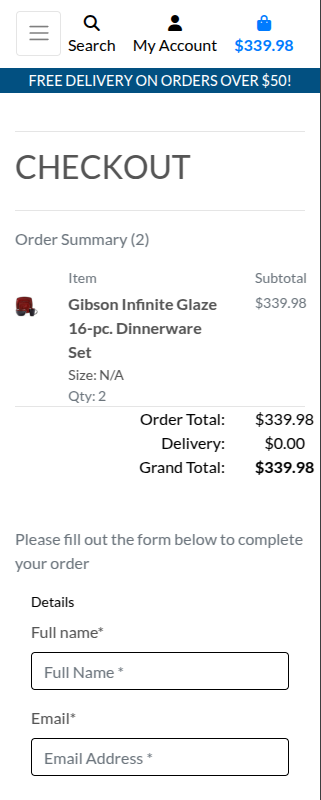 Search My Account $339.98
FREE DELIVERY ON ORDERS OVER $50!
CHECKOUT
Order Summary (2)
Item Subtotal
Gibson Infinite Glaze $339.98
16-pc. Dinnerware
Set
Size: N/A
Qty: 2
Order Total: $339.98
Delivery: $0.00
Grand Total: $339.98
Please fill out the form below to complete
your order
Details
Full name*
Full Name *
Email*
Email Address *